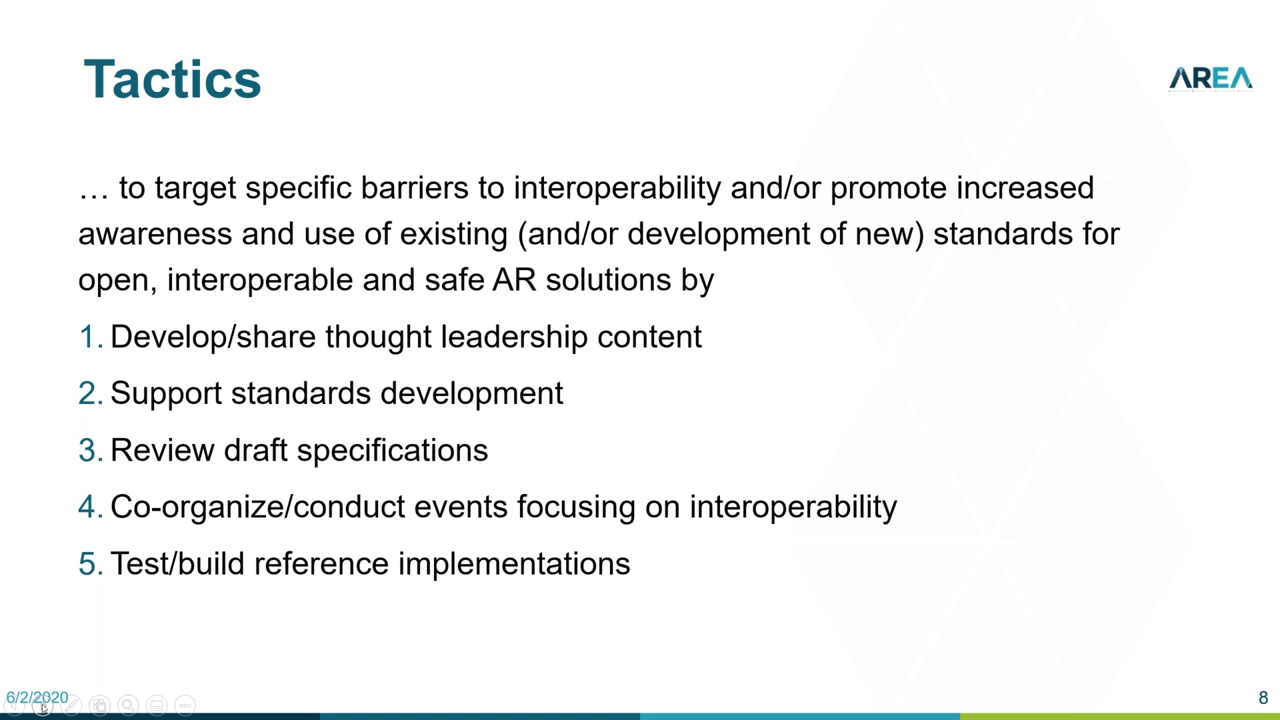 Tactics
AREA
… to target specific barriers to interoperability and/or promote increased
awareness and use of existing (and/or development of new) standards for
open, interoperable and safe AR solutions by
1. Develop/share thought leadership content
2. Support standards development
3. Review draft specifications
4. Co-organize/conduct events focusing on interoperability
5. Test/build reference implementations
6/2/2020
8